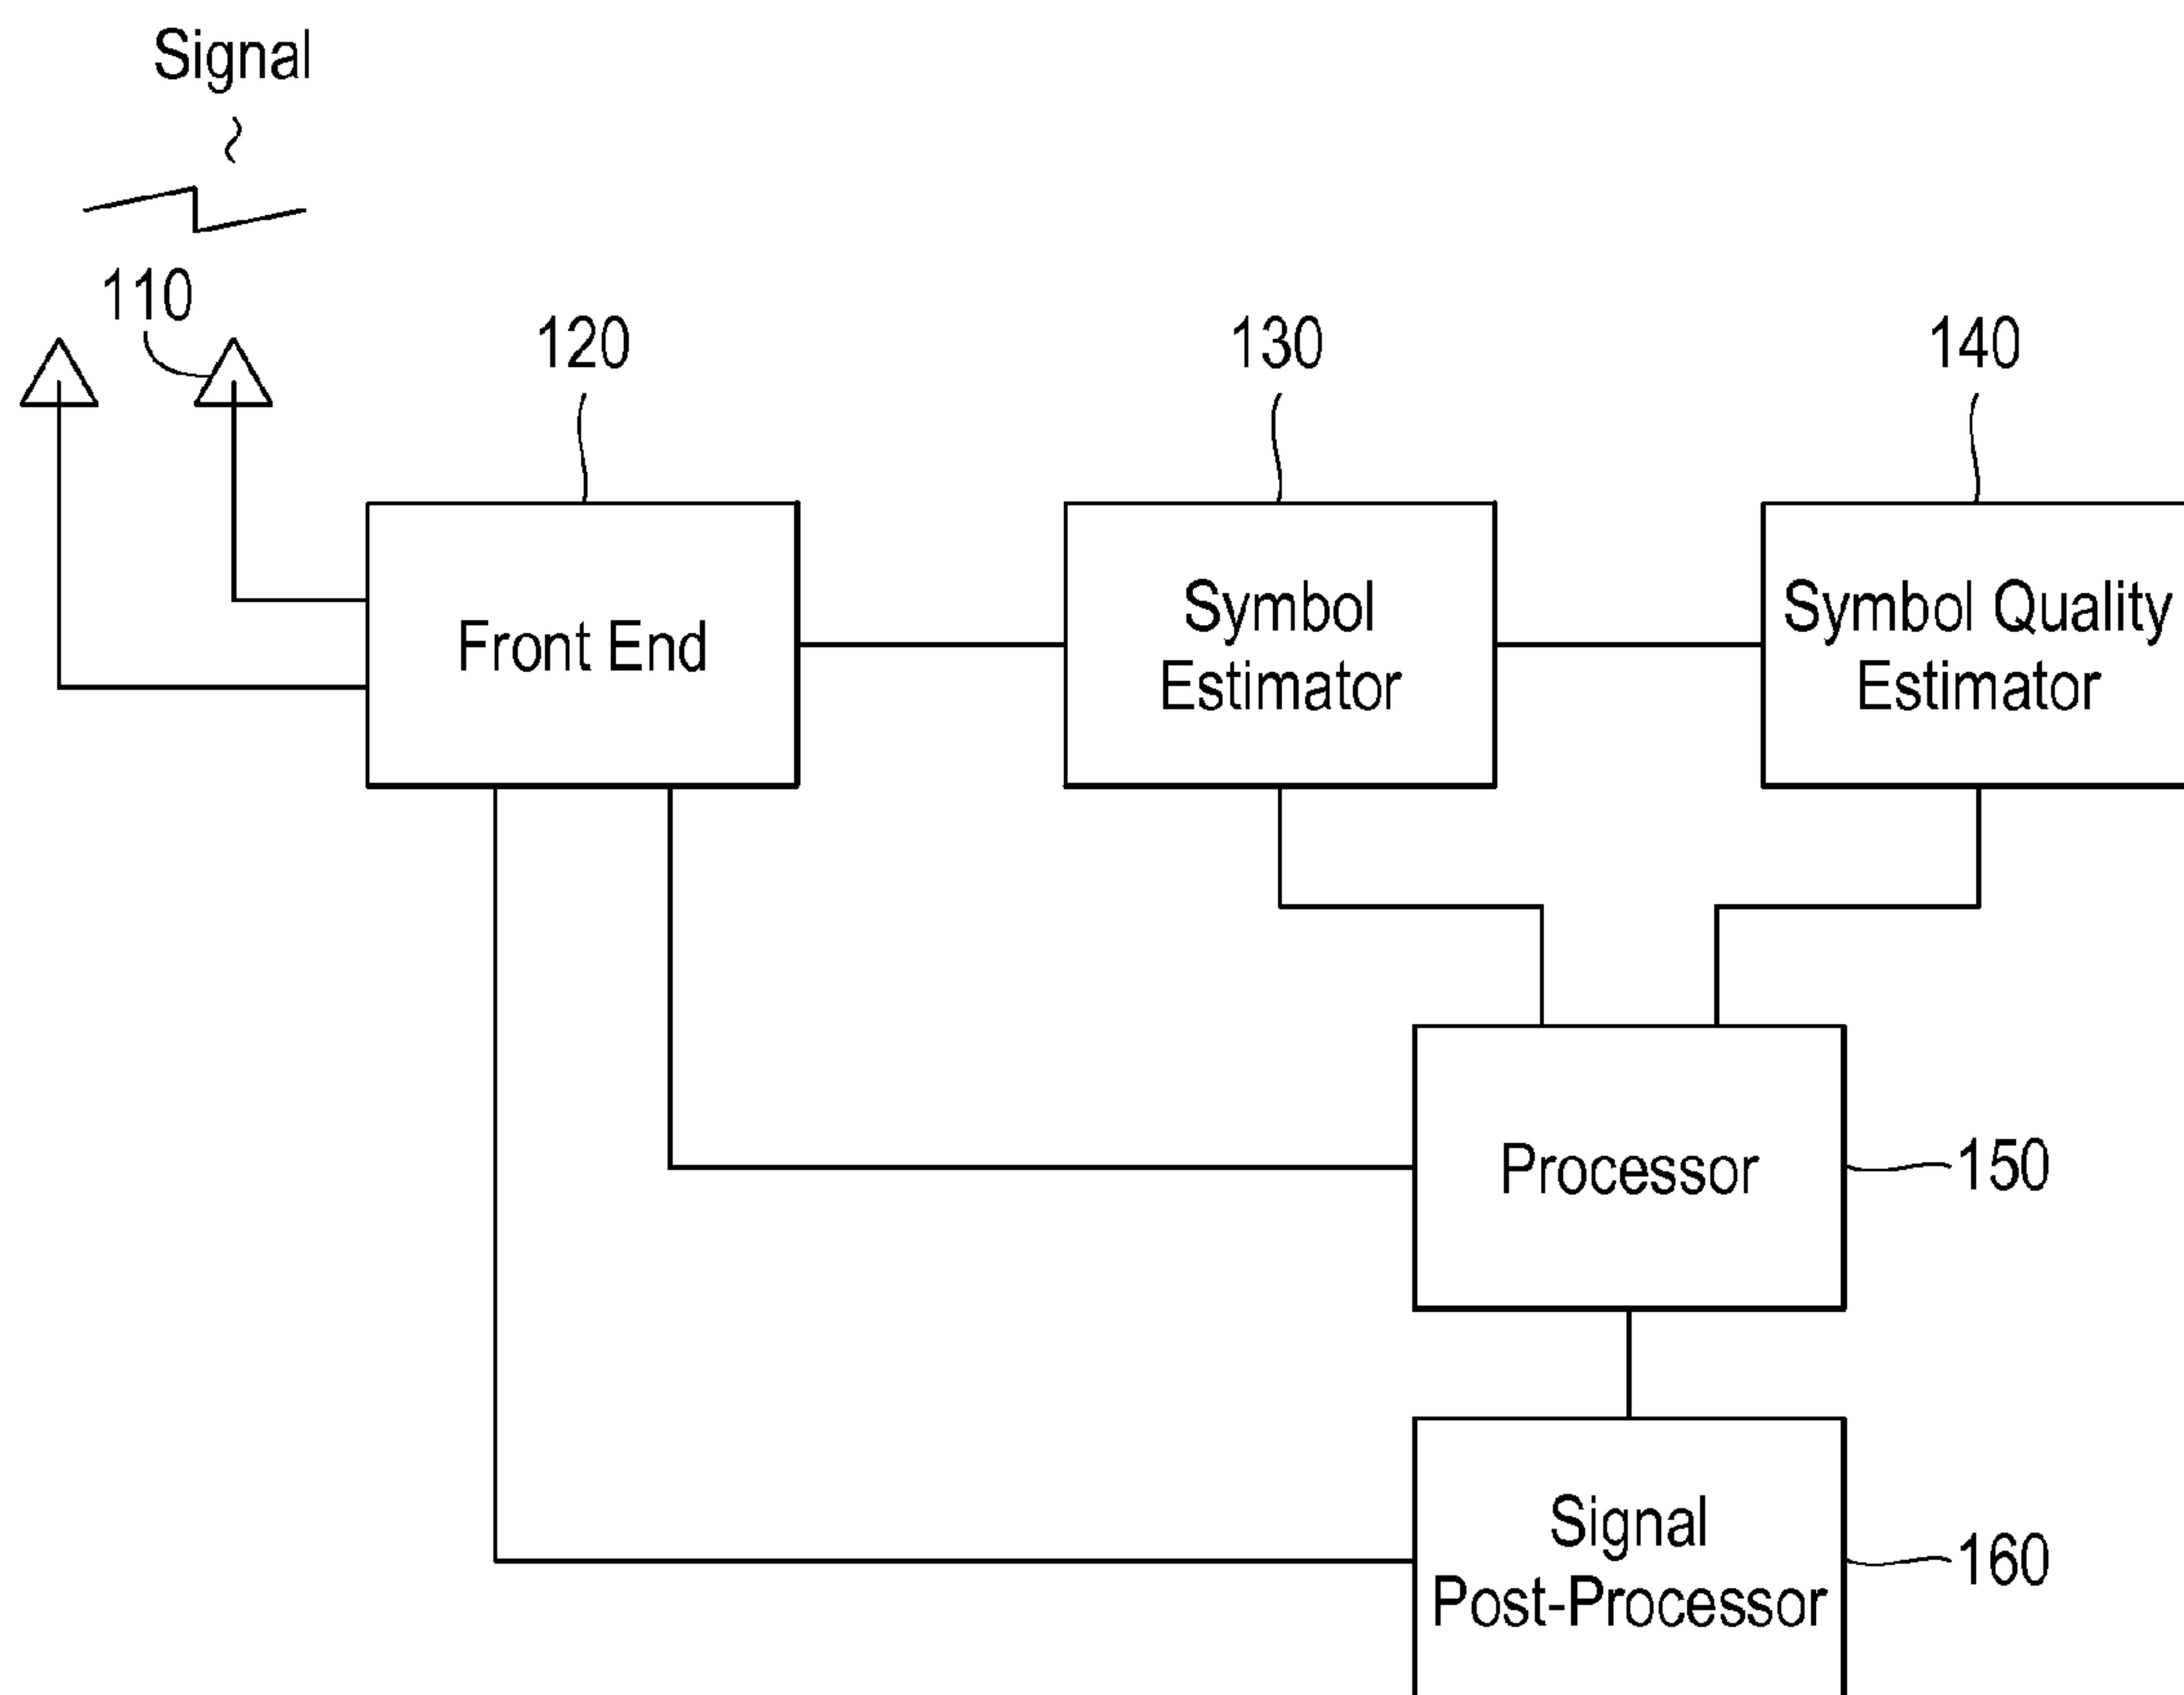 Signal
110
120
130
140
Front End
Symbol
Estimator
Symbol Quality
Estimator
Processor
150
Signal
Post-Processor
160